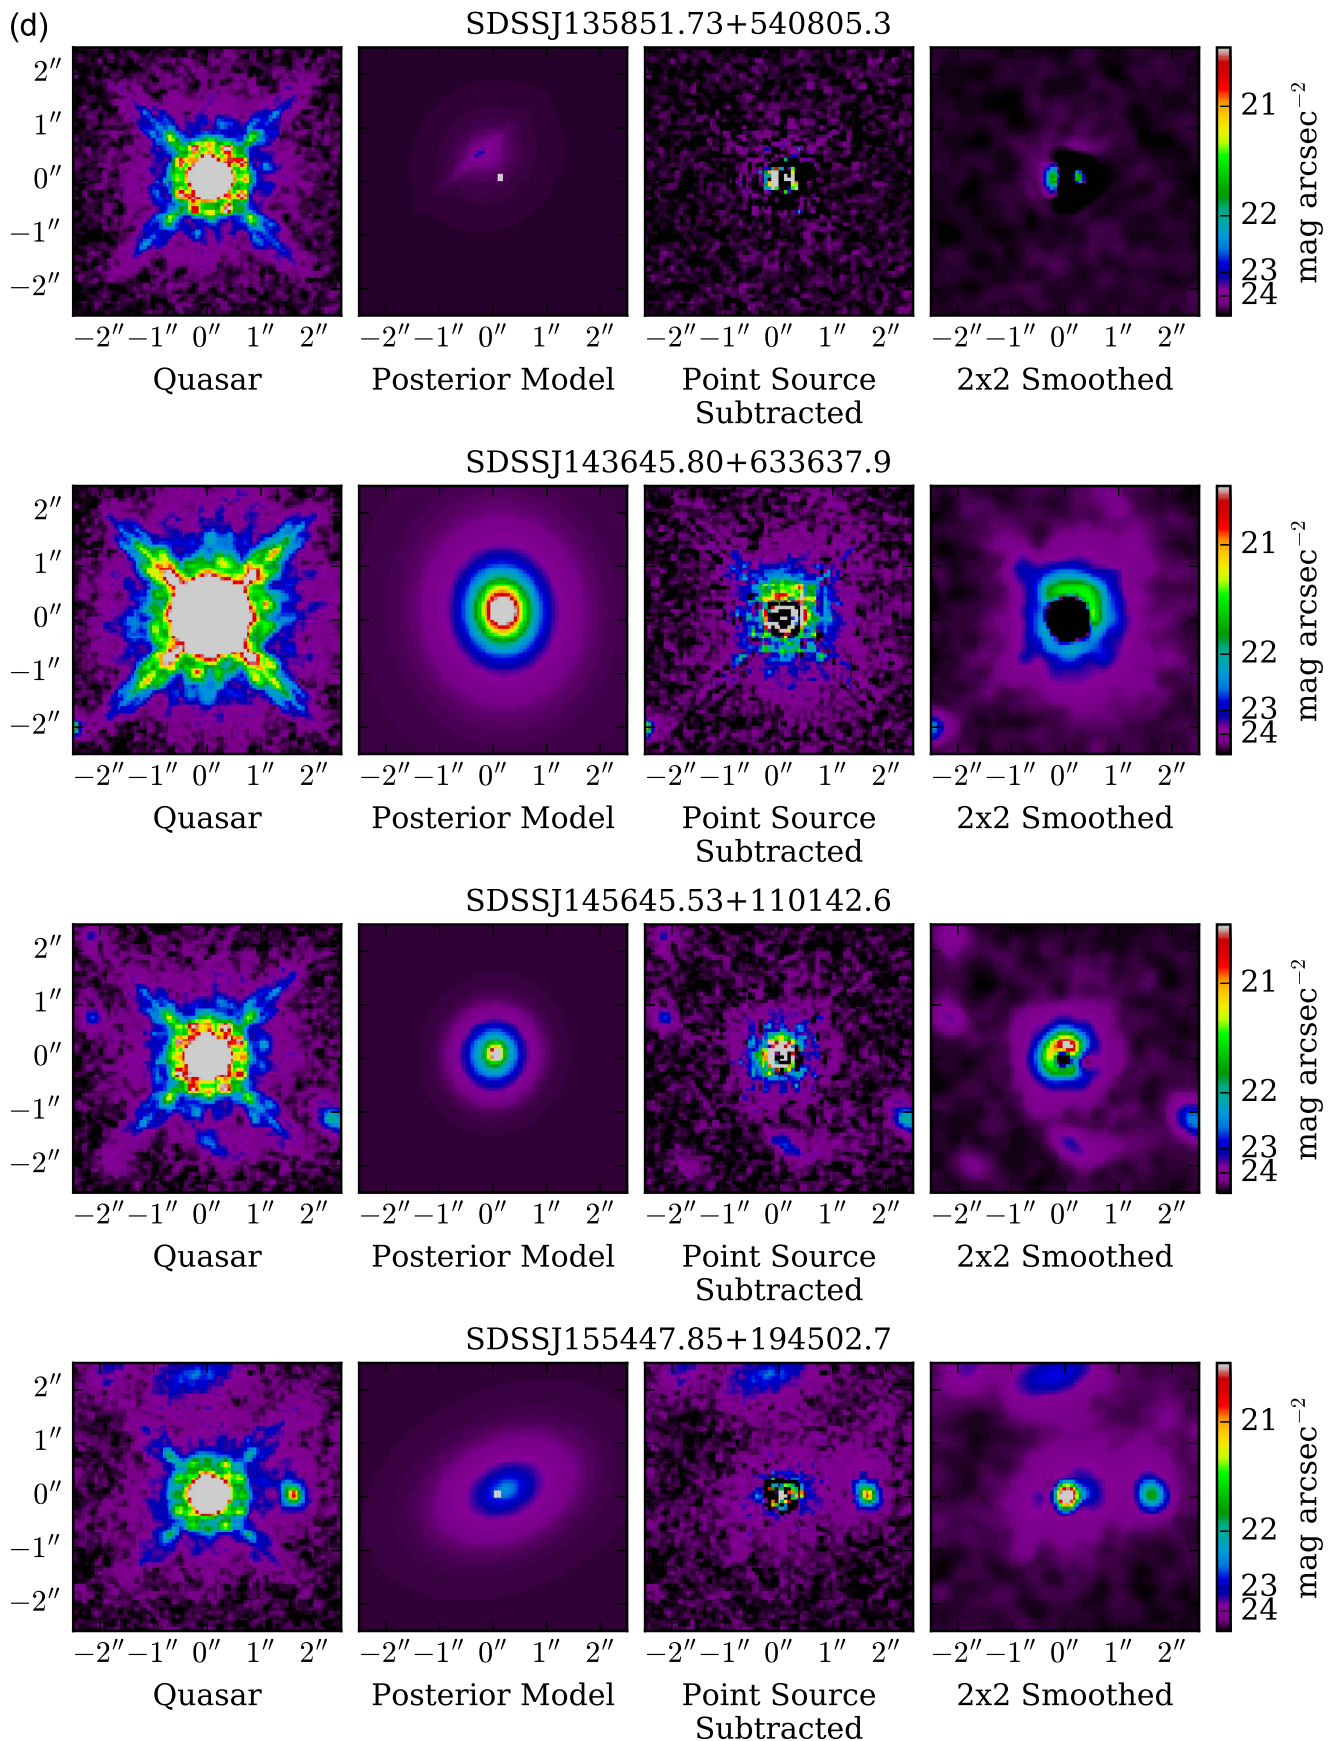 (d)
SDSSJ135851.73+540805.3
2″
1″
0″
−1″
−2″
−2″ −1″ 0″ 1″ 2″ −2″ −1″ 0″ 1″ 2″ −2″ −1″ 0″ 1″ 2″ −2″ −1″ 0″ 1″ 2″
21
22
23
24
mag arcsec⁻²
Quasar Posterior Model Point Source 2x2 Smoothed
Subtracted
SDSSJ143645.80+633637.9
2″
1″
0″
−1″
−2″
−2″ −1″ 0″ 1″ 2″ −2″ −1″ 0″ 1″ 2″ −2″ −1″ 0″ 1″ 2″ −2″ −1″ 0″ 1″ 2″
21
22
23
24
mag arcsec⁻²
Quasar Posterior Model Point Source 2x2 Smoothed
Subtracted
SDSSJ145645.53+110142.6
2″
1″
0″
−1″
−2″
−2″ −1″ 0″ 1″ 2″ −2″ −1″ 0″ 1″ 2″ −2″ −1″ 0″ 1″ 2″ −2″ −1″ 0″ 1″ 2″
21
22
23
24
mag arcsec⁻²
Quasar Posterior Model Point Source 2x2 Smoothed
Subtracted
SDSSJ155447.85+194502.7
2″
1″
0″
−1″
−2″
−2″ −1″ 0″ 1″ 2″ −2″ −1″ 0″ 1″ 2″ −2″ −1″ 0″ 1″ 2″ −2″ −1″ 0″ 1″ 2″
21
22
23
24
mag arcsec⁻²
Quasar Posterior Model Point Source 2x2 Smoothed
Subtracted